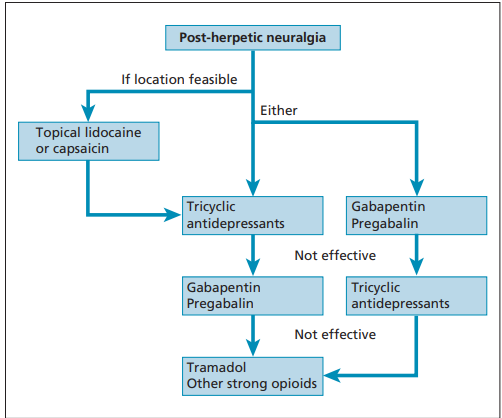 Post-herpetic neuralgia
If location feasible
Either
Topical lidocaine
or capsaicin
Tricyclic
antidepressants
Gabapentin
Pregabalin
Not effective
Gabapentin
Pregabalin
Tricyclic
antidepressants
Not effective
Tramadol
Other strong opioids